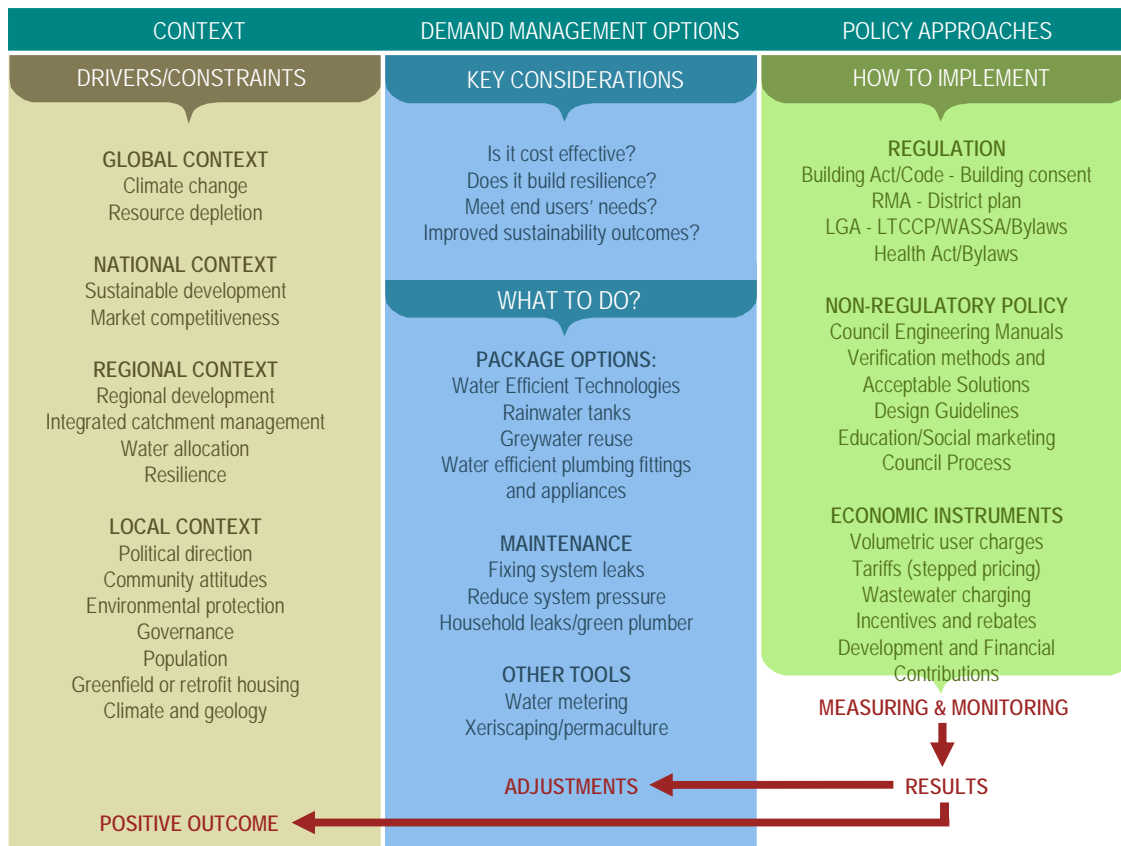 CONTEXT
DRIVERS/CONSTRAINTS
GLOBAL CONTEXT
Climate change
Resource depletion
NATIONAL CONTEXT
Sustainable development
Market competitiveness
REGIONAL CONTEXT
Regional development
Integrated catchment management
Water allocation
Resilience
LOCAL CONTEXT
Political direction
Community attitudes
Environmental protection
Governance
Population
Greenfield or retrofit housing
Climate and geology
DEMAND MANAGEMENT OPTIONS
KEY CONSIDERATIONS
Is it cost effective?
Does it build resilience?
Meet end users’ needs?
Improved sustainability outcomes?
WHAT TO DO?
PACKAGE OPTIONS:
Water Efficient Technologies
Rainwater tanks
Greywater reuse
Water efficient plumbing fittings
and appliances
MAINTENANCE
Fixing system leaks
Reduce system pressure
Household leaks/green plumber
OTHER TOOLS
Water metering
Xeriscaping/permaculture
POLICY APPROACHES
HOW TO IMPLEMENT
REGULATION
Building Act/Code - Building consent
RMA - District plan
LGA - LTCCP/WASSA/Bylaws
Health Act/Bylaws
NON-REGULATORY POLICY
Council Engineering Manuals
Verification methods and
Acceptable Solutions
Design Guidelines
Education/Social marketing
Council Process
ECONOMIC INSTRUMENTS
Volumetric user charges
Tariffs (stepped pricing)
Wastewater charging
Incentives and rebates
Development and Financial
Contributions
MEASURING & MONITORING
RESULTS
ADJUSTMENTS
POSITIVE OUTCOME